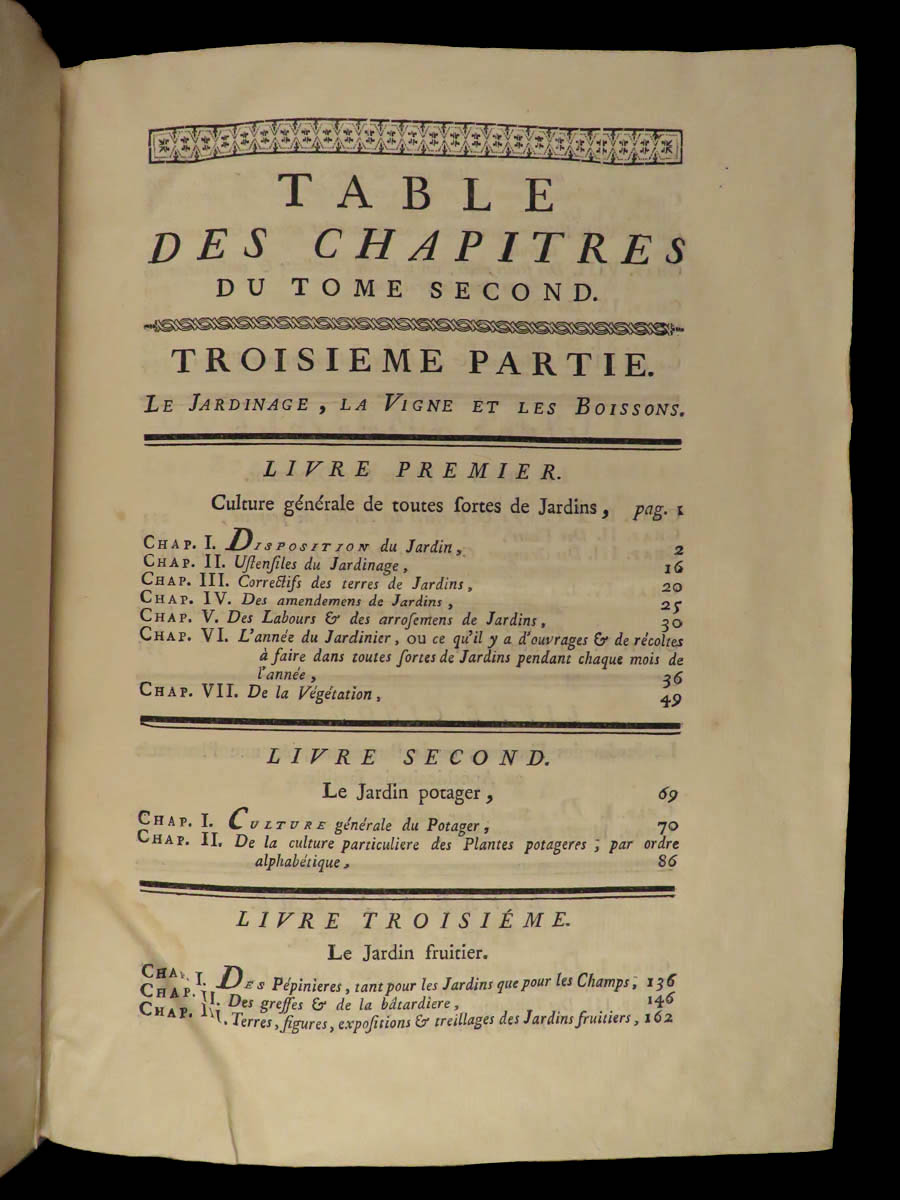 TABLE
DES CHAPITRES
DU TOME SECOND.
TROISIEME PARTIE.
LE JARDINAGE, LA VIGNE ET LES BOISSONS.
LIVRE PREMIER.
Culture générale de toutes ſortes de Jardins, pag. 1
CHAP. I. DISPOSITION du Jardin, 2
CHAP. II. Uſtenſiles du Jardinage, 16
CHAP. III. Correctifs des terres de Jardins, 20
CHAP. IV. Des amendemens de Jardins, 25
CHAP. V. Des Labours & des arroſemens de Jardins, 30
CHAP. VI. L'année du Jardinier, ou ce qu'il y a d'ouvrages & de récoltes
à faire dans toutes ſortes de Jardins pendant chaque mois de
l'année, 36
CHAP. VII. De la Végétation, 49
LIVRE SECOND.
Le Jardin potager, 69
CHAP. I. CULTURE générale du Potager, 70
CHAP. II. De la culture particuliere des Plantes potageres; par ordre
alphabétique, 86
LIVRE TROISIÉME.
Le Jardin fruitier.
CHAP. I. DES Pépinieres, tant pour les Jardins que pour les Champs; 136
CHAP. II. Des greffes & de la bâtardiere, 146
CHAP. III. Terres, figures, expoſitions & treillages des Jardins fruitiers, 162